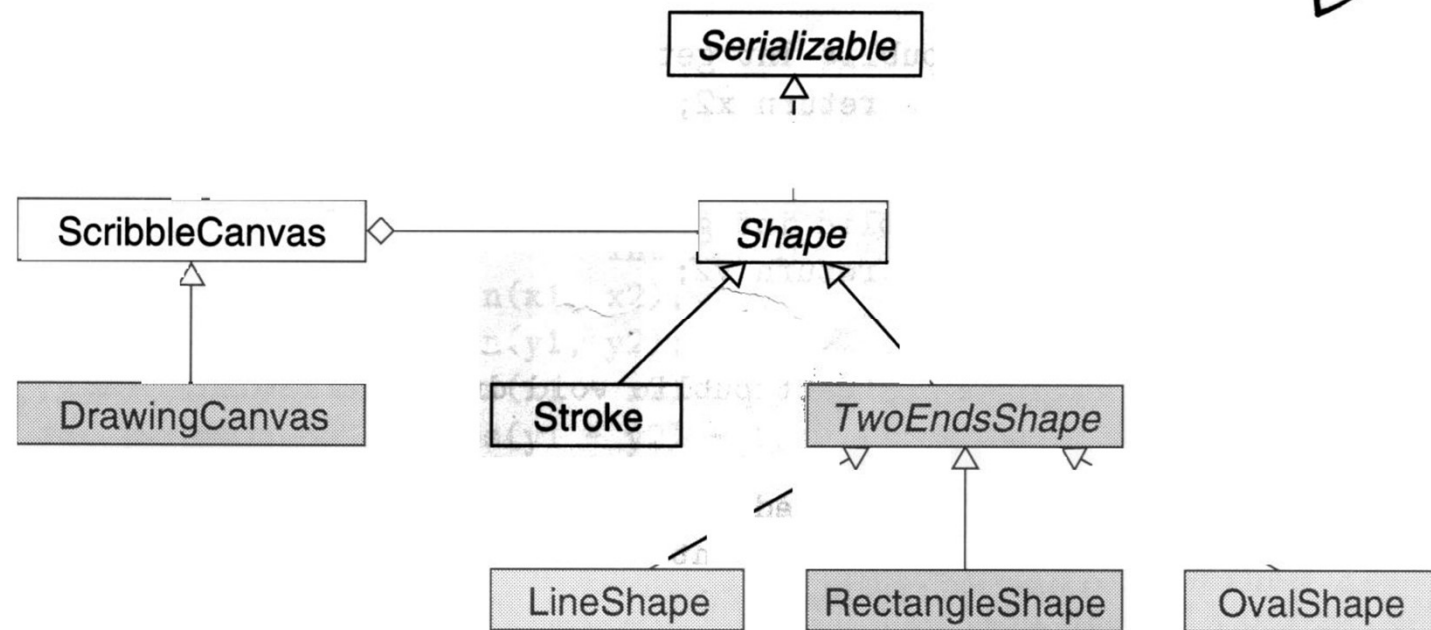 Serializable
ScribbleCanvas
Shape
DrawingCanvas
Stroke
TwoEndsShape
LineShape
RectangleShape
OvalShape